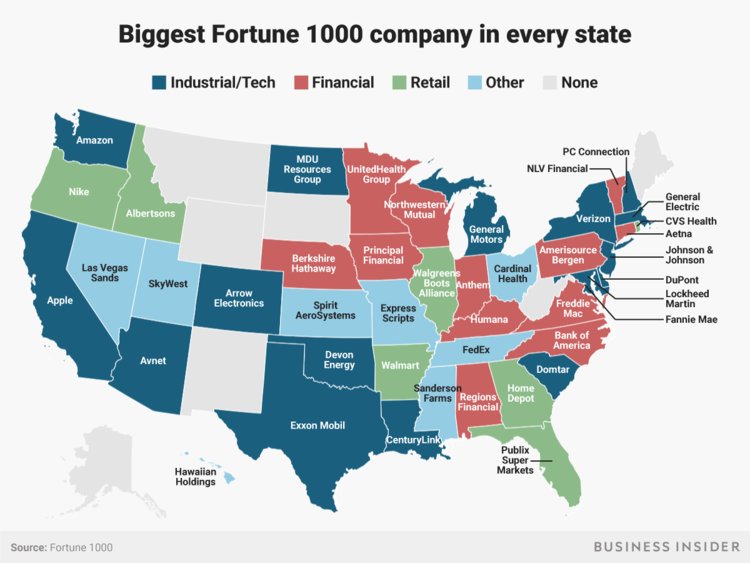 Biggest Fortune 1000 company in every state
Industrial/Tech
Financial
Retail
Other
None
Amazon
Nike
Albertsons
Apple
Las Vegas
Sands
SkyWest
Avnet
Arrow
Electronics
MDU
Resources
Group
Berkshire
Hathaway
Spirit
AeroSystems
Devon
Energy
Exxon Mobil
UnitedHealth
Group
Northwestern
Mutual
Principal
Financial
Express
Scripts
Walmart
CenturyLink
Walgreens
Boots
Alliance
General
Motors
Anthem
Cardinal
Health
Humana
FedEx
Sanderson
Farms
Regions
Financial
Home
Depot
Publix
Super
Markets
Domtar
Bank of
America
Freddie
Mac
Amerisource
Bergen
Verizon
PC Connection
NLV Financial
General
Electric
CVS Health
Aetna
Johnson &
Johnson
DuPont
Lockheed
Martin
Fannie Mae
Hawaiian
Holdings
Source: Fortune 1000
BUSINESS INSIDER